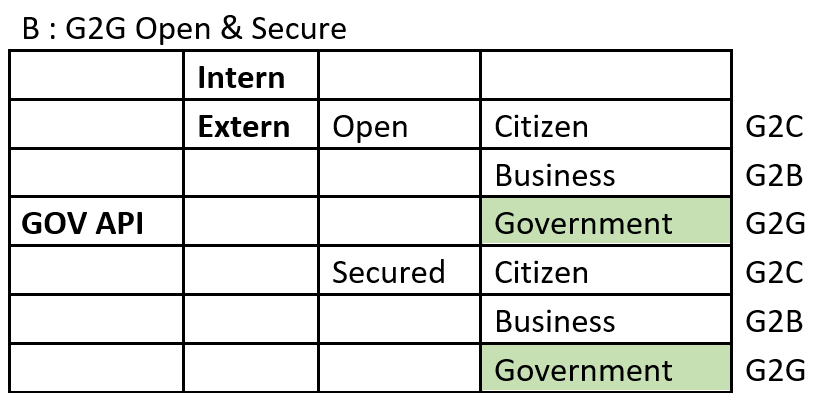 B : G2G Open & Secure
Intern
Extern Open Citizen G2C
Business G2B
GOV API Government G2G
Secured Citizen G2C
Business G2B
Government G2G